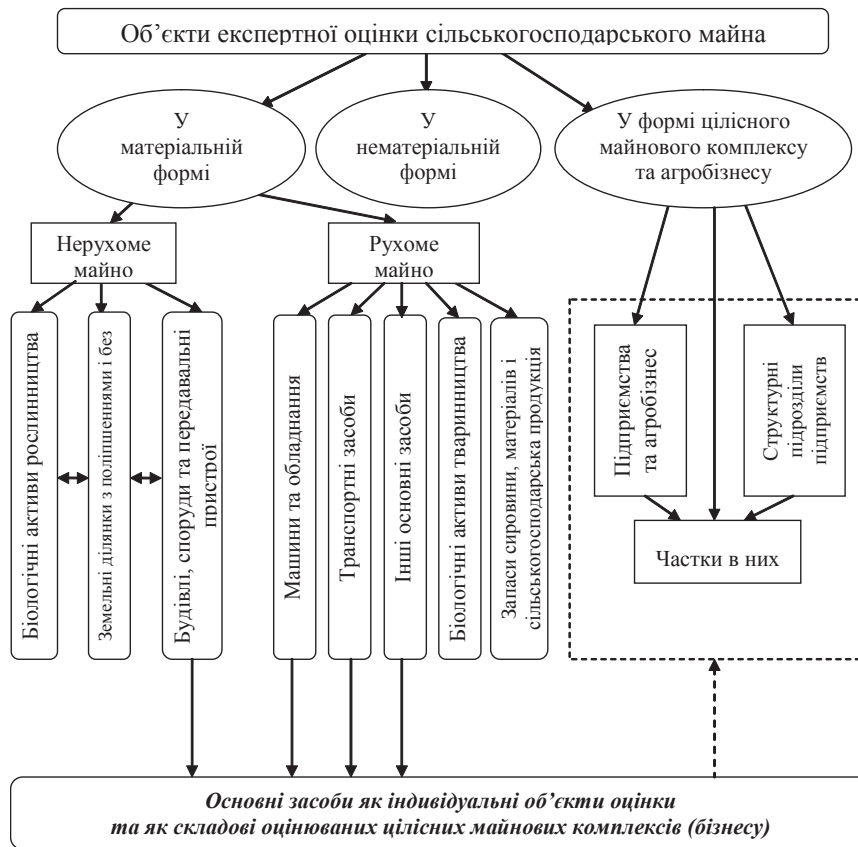 Об’єкти експертної оцінки сільськогосподарського майна
У
матеріальній
формі
У
нематеріальній
формі
У формі цілісного
майнового комплексу
та агробізнесу
Нерухоме
майно
Рухоме
майно
Біологічні активи рослинництва
Земельні ділянки з поліпшеннями і без
Будівлі, споруди та передавальні
пристрої
Машини та обладнання
Транспортні засоби
Інші основні засоби
Біологічні активи тваринництва
Запаси сировини, матеріалів і
сільськогосподарська продукція
Підприємства
та агробізнес
Структурні
підрозділи
підприємств
Частки в них
Основні засоби як індивідуальні об’єкти оцінки
та як складові оцінюваних цілісних майнових комплексів (бізнесу)